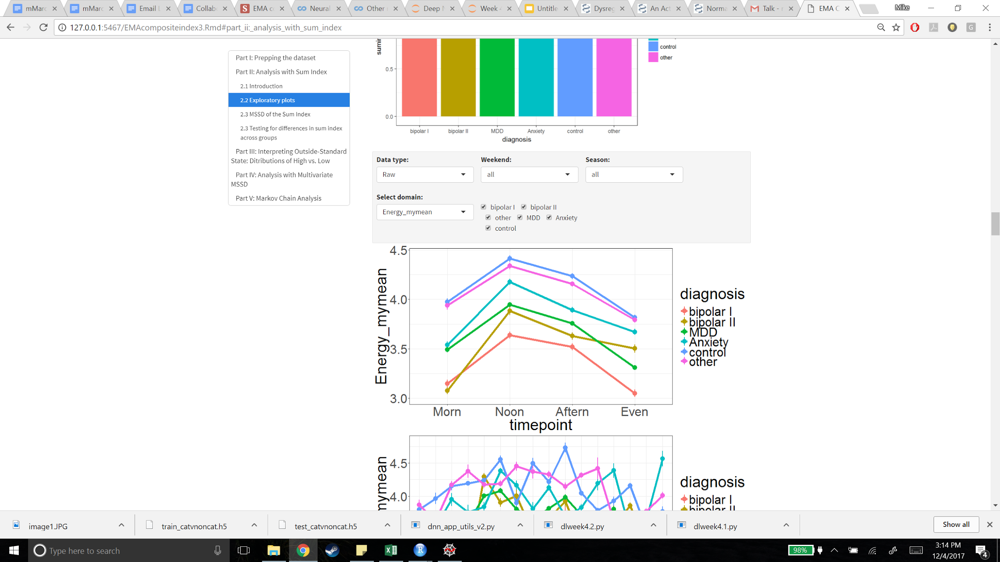 mMarc
mMarc
Email L
Collab
EMA co
Neural
Other
Deep N
Week 4
Untitle
Dysreg
An Act
Norma
Talk - r
EMA C
Mike
127.0.0.1:5467/EMAcompositeindex3.Rmd#part_ii:_analysis_with_sum_index
Part I: Prepping the dataset
Part II: Analysis with Sum Index
2.1 Introduction
2.2 Exploratory plots
2.3 MSSD of the Sum Index
2.3 Testing for differences in sum index
across groups
Part III: Interpreting Outside-Standard
State: Ditributions of High vs. Low
Part IV: Analysis with Multivariate
MSSD
Part V: Markov Chain Analysis
sumin
0.5
0.0
bipolar I bipolar II MDD Anxiety control other
diagnosis
control
other
Data type: Weekend: Season:
Raw all all
Select domain:
Energy_mymean
bipolar I bipolar II
other MDD Anxiety
control
4.5
4.0
3.5
3.0
Energy_mymean
Morn Noon Aftern Even
timepoint
diagnosis
bipolar I
bipolar II
MDD
Anxiety
control
other
4.5
4.0
mymean
diagnosis
bipolar I
bipolar II
image1.JPG
train_catvnoncat.h5
test_catvnoncat.h5
dnn_app_utils_v2.py
dlweek4.2.py
dlweek4.1.py
Show all
Type here to search
98%
3:14 PM
12/4/2017
4